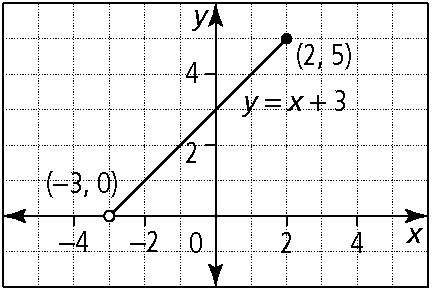 y
(2, 5)
4
y = x + 3
2
(−3, 0)
−4 −2 0 2 4 x